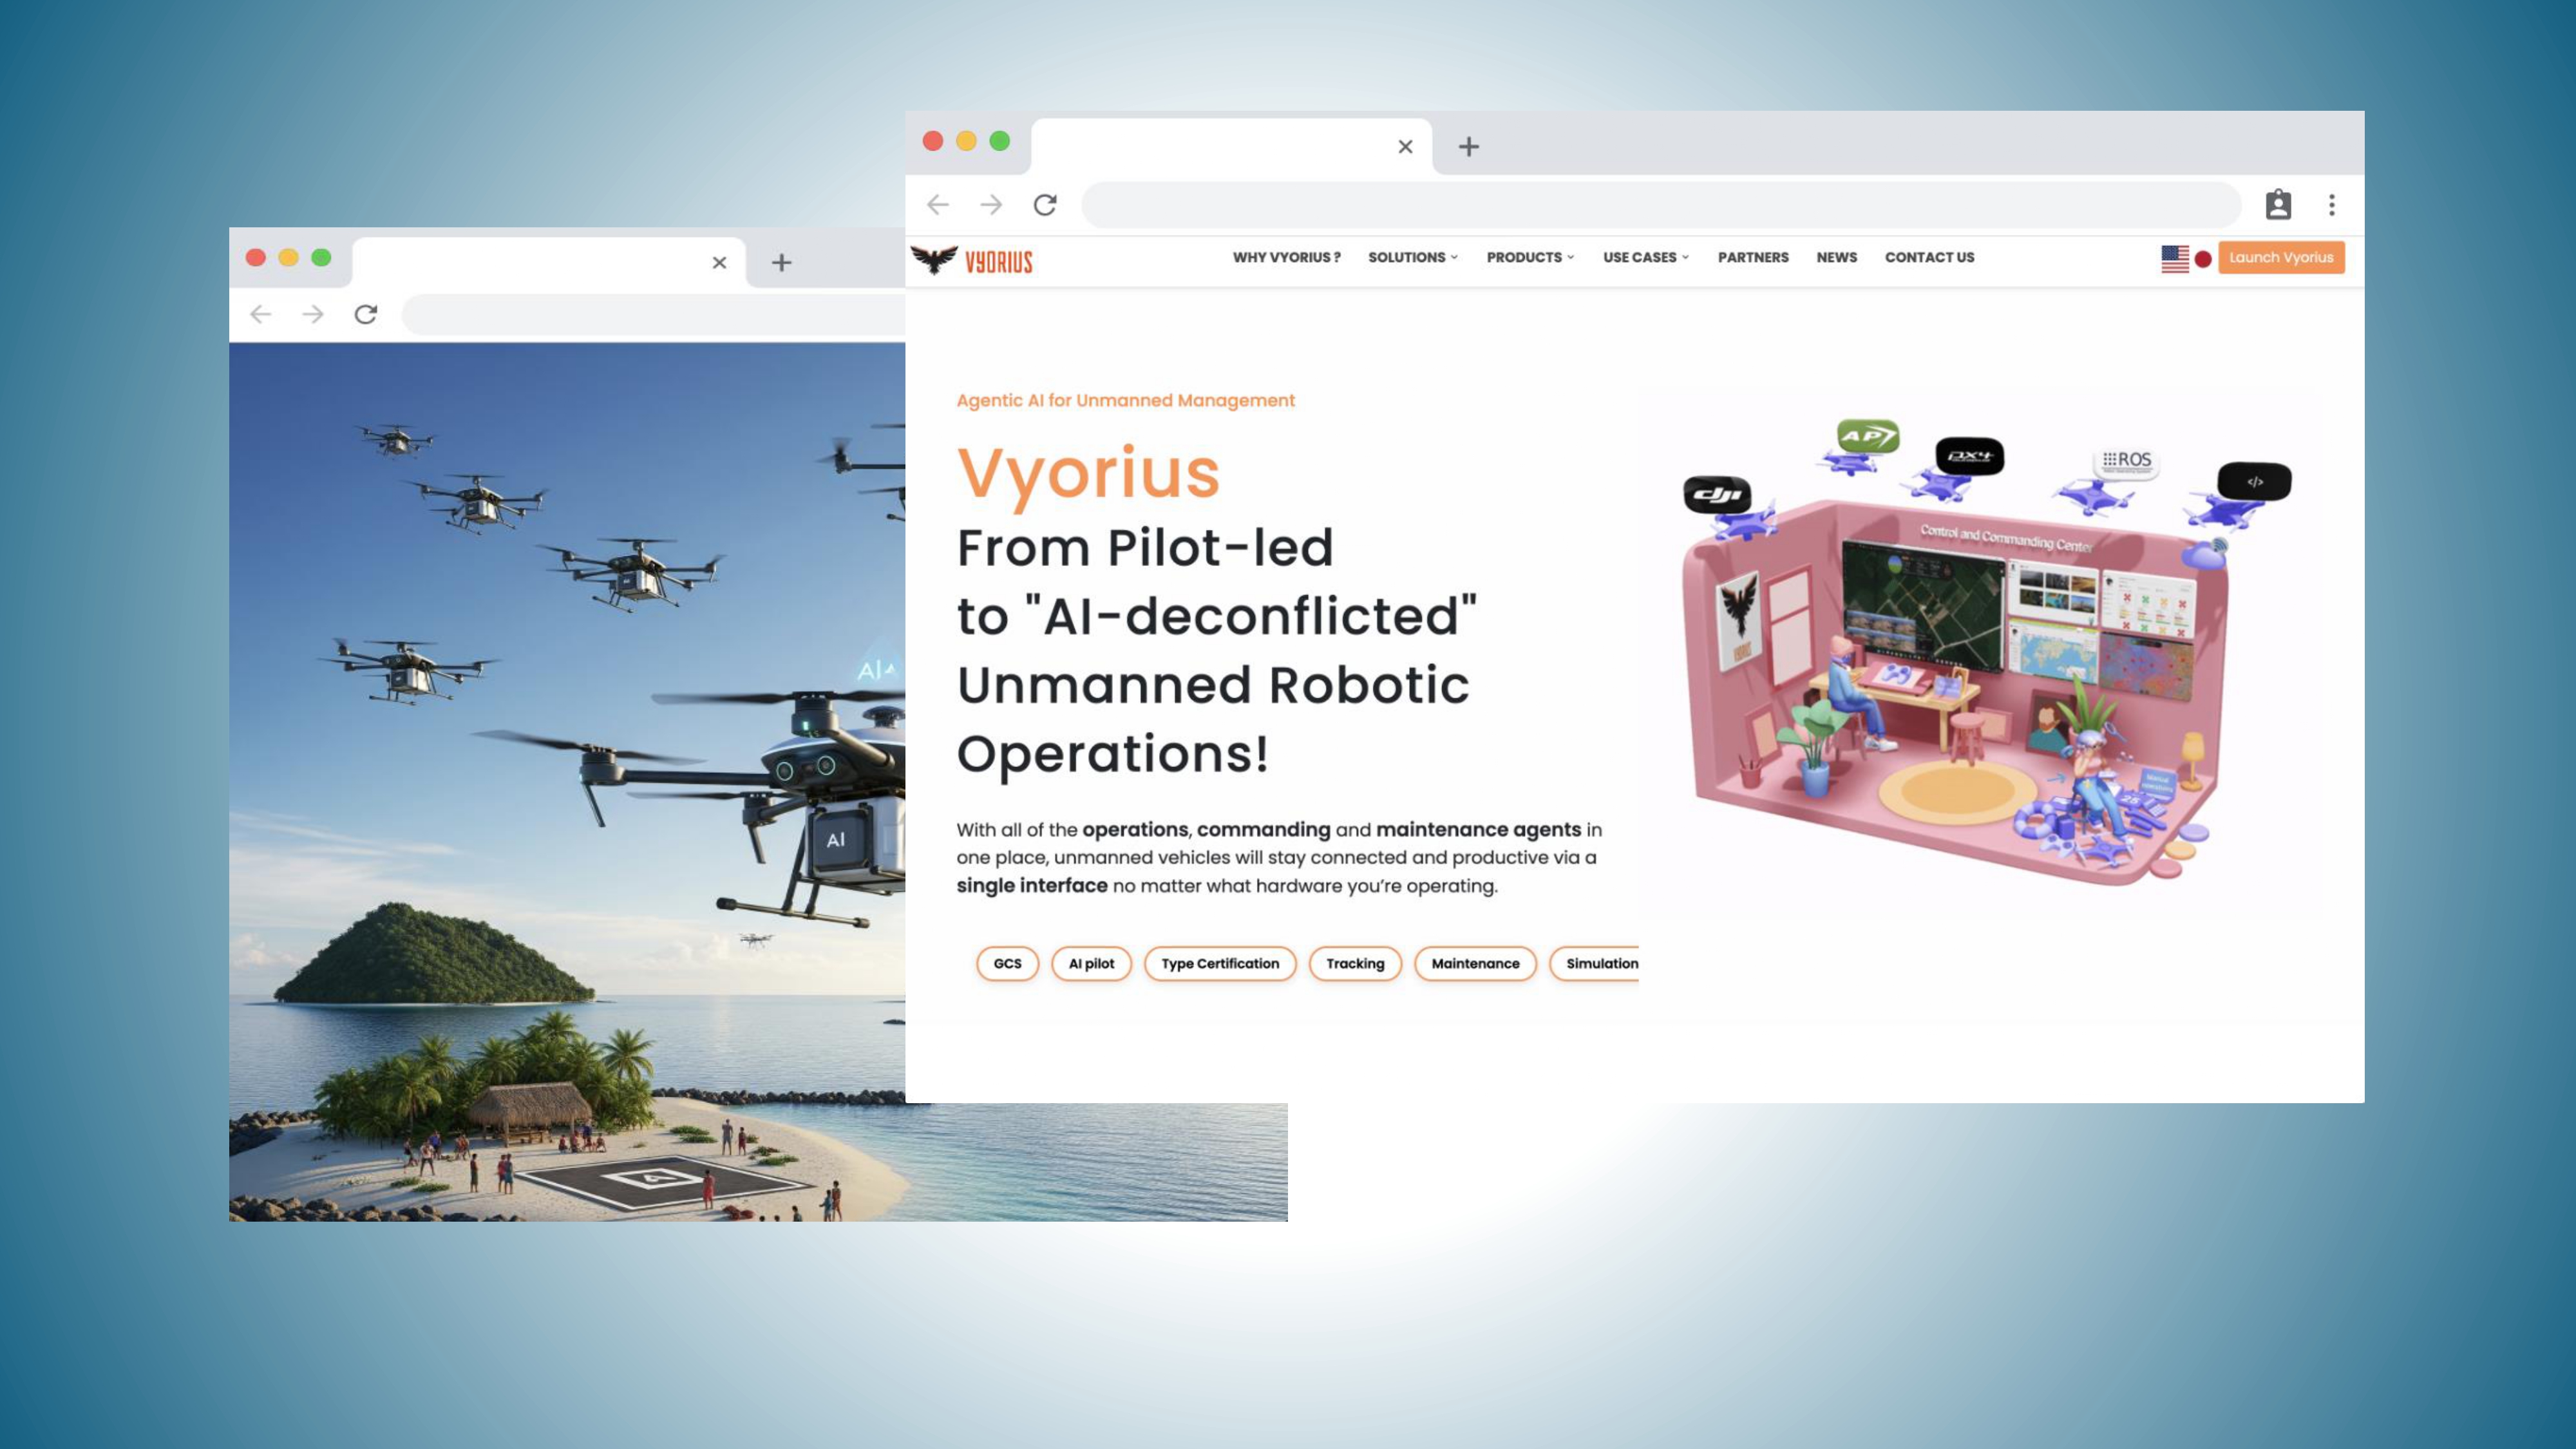 VYORIUS
WHY VYORIUS ? SOLUTIONS PRODUCTS USE CASES PARTNERS NEWS CONTACT US
Launch Vyorius
Agentic AI for Unmanned Management
Vyorius
From Pilot-led
to "AI-deconflicted"
Unmanned Robotic
Operations!
With all of the operations, commanding and maintenance agents in
one place, unmanned vehicles will stay connected and productive via a
single interface no matter what hardware you're operating.
GCS AI pilot Type Certification Tracking Maintenance Simulation
dji
AP
px4
ROS
</>
Control and Commanding Center
AI
AI